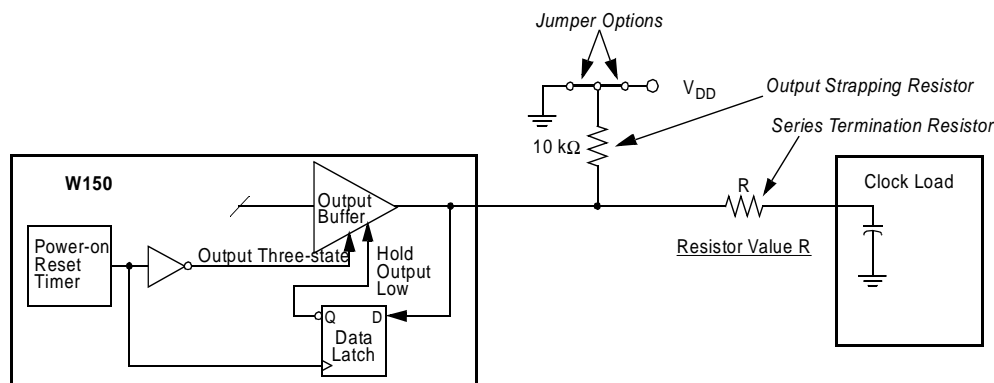 Jumper Options
V_DD
Output Strapping Resistor
10 kΩ
Series Termination Resistor
W150
Output
Buffer
R
Clock Load
Power-on
Reset
Timer
Output Three-state
Hold
Output
Low
Resistor Value R
Q
D
Data
Latch